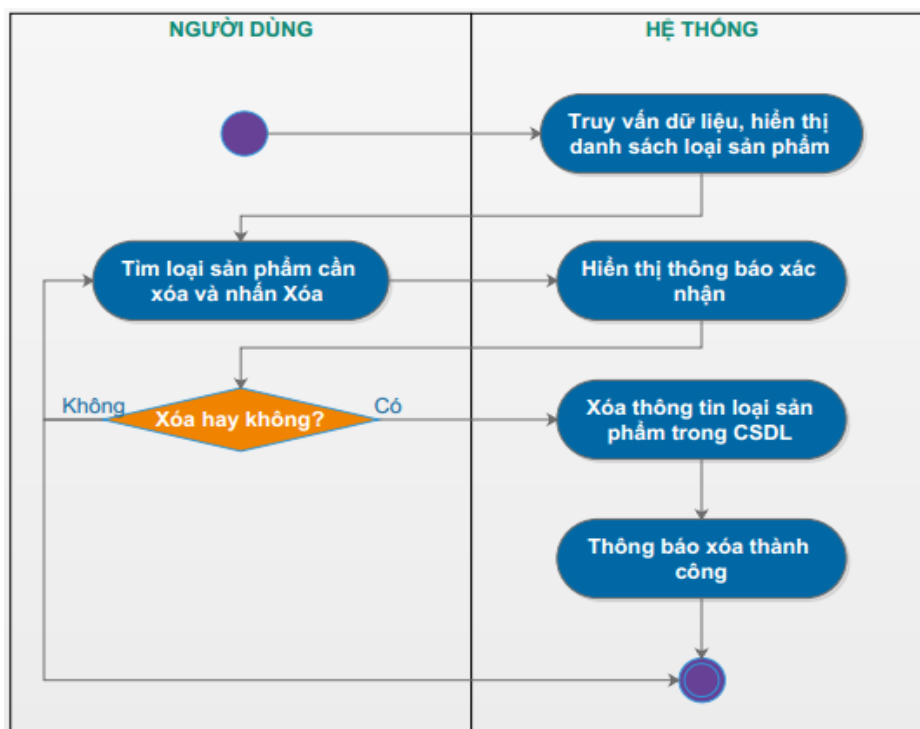 NGƯỜI DÙNG
HỆ THỐNG
Truy vấn dữ liệu, hiển thị
danh sách loại sản phẩm
Tìm loại sản phẩm cần
xóa và nhấn Xóa
Hiển thị thông báo xác
nhận
Không
Xóa hay không?
Có
Xóa thông tin loại sản
phẩm trong CSDL
Thông báo xóa thành
công